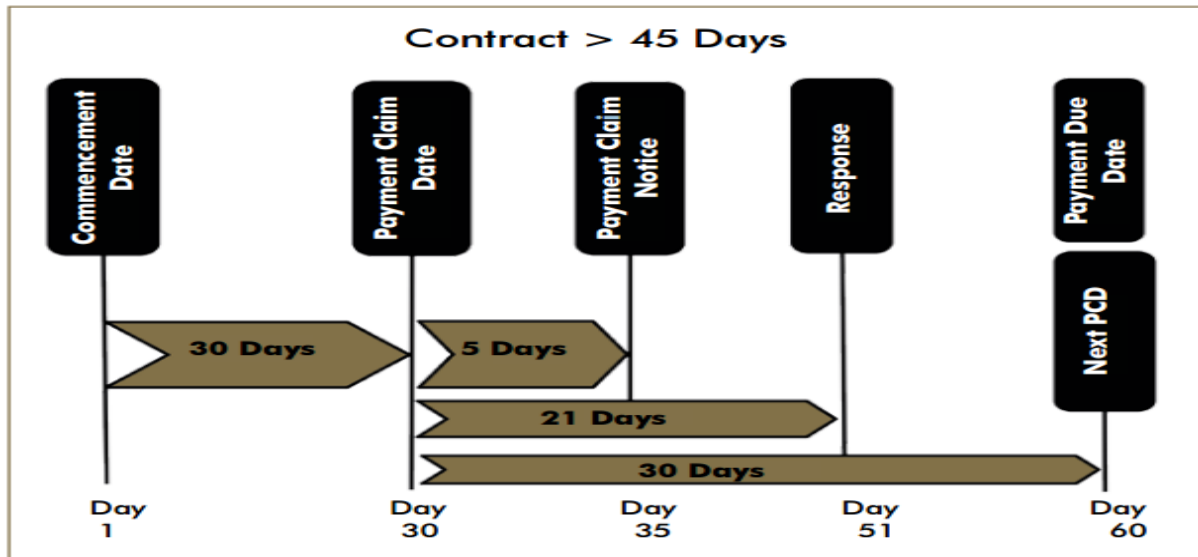 Contract > 45 Days
Commencement
Date
Payment Claim
Date
Payment Claim
Notice
Response
Payment Due
Date
Next PCD
30 Days
5 Days
21 Days
30 Days
Day
1
Day
30
Day
35
Day
51
Day
60